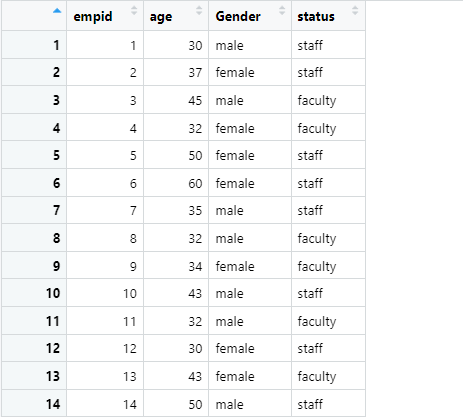 empid age Gender status
1 1 30 male staff
2 2 37 female staff
3 3 45 male faculty
4 4 32 female faculty
5 5 50 female staff
6 6 60 female staff
7 7 35 male staff
8 8 32 male faculty
9 9 34 female faculty
10 10 43 male staff
11 11 32 male faculty
12 12 30 female staff
13 13 43 female faculty
14 14 50 male staff